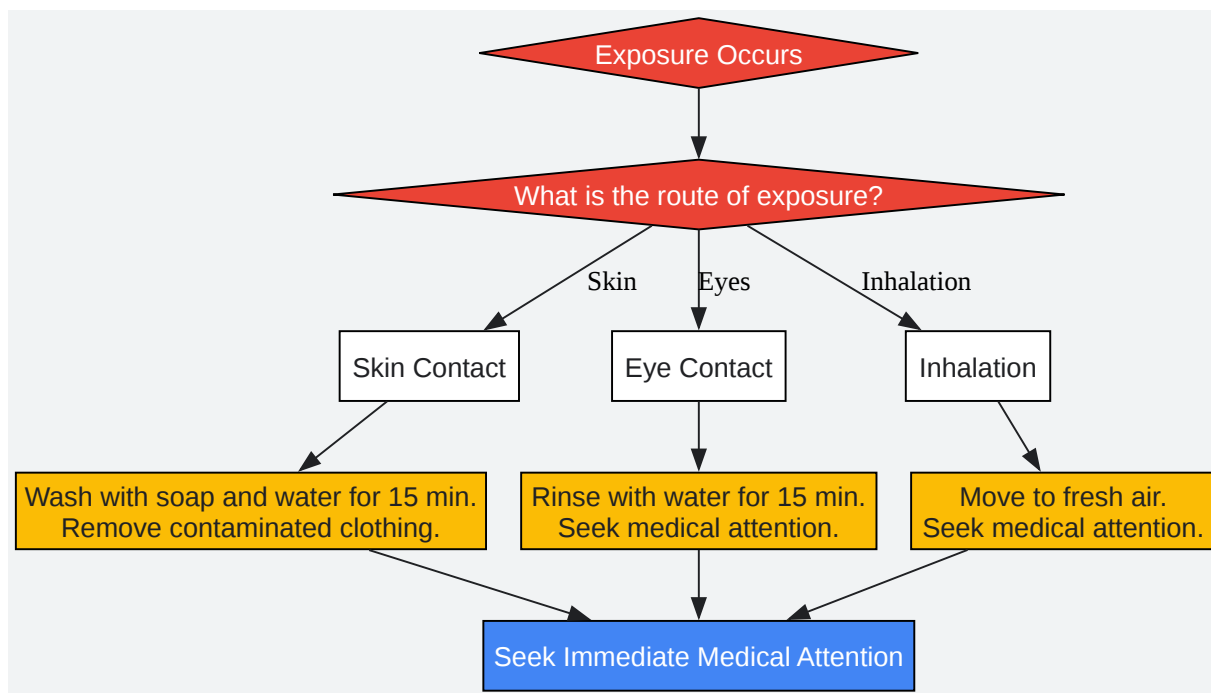 Exposure Occurs
What is the route of exposure?
Skin
Eyes
Inhalation
Skin Contact
Eye Contact
Inhalation
Wash with soap and water for 15 min.
Remove contaminated clothing.
Rinse with water for 15 min.
Seek medical attention.
Move to fresh air.
Seek medical attention.
Seek Immediate Medical Attention